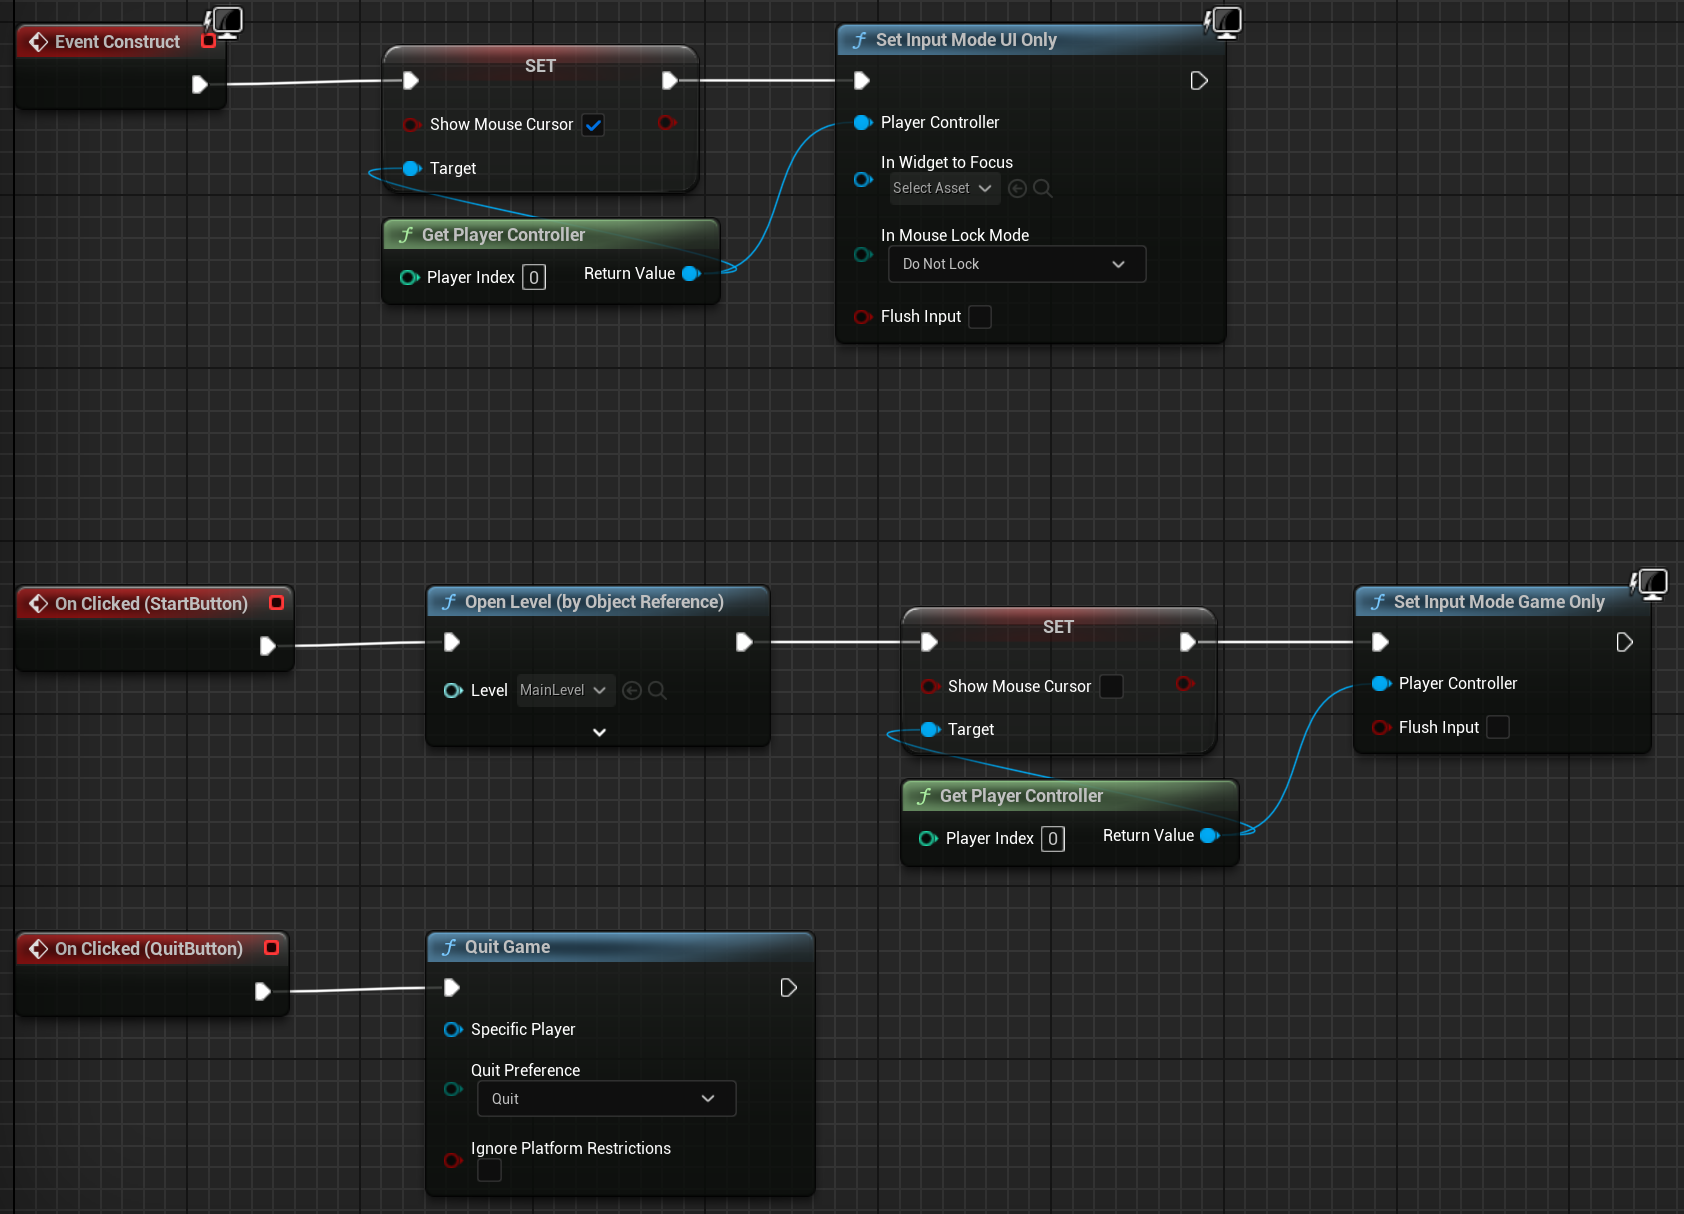 Event Construct
SET
Show Mouse Cursor
Target
Get Player Controller
Player Index 0
Return Value
Set Input Mode UI Only
Player Controller
In Widget to Focus
Select Asset
In Mouse Lock Mode
Do Not Lock
Flush Input
On Clicked (StartButton)
Open Level (by Object Reference)
Level MainLevel
SET
Show Mouse Cursor
Target
Get Player Controller
Player Index 0
Return Value
Set Input Mode Game Only
Player Controller
Flush Input
On Clicked (QuitButton)
Quit Game
Specific Player
Quit Preference
Quit
Ignore Platform Restrictions